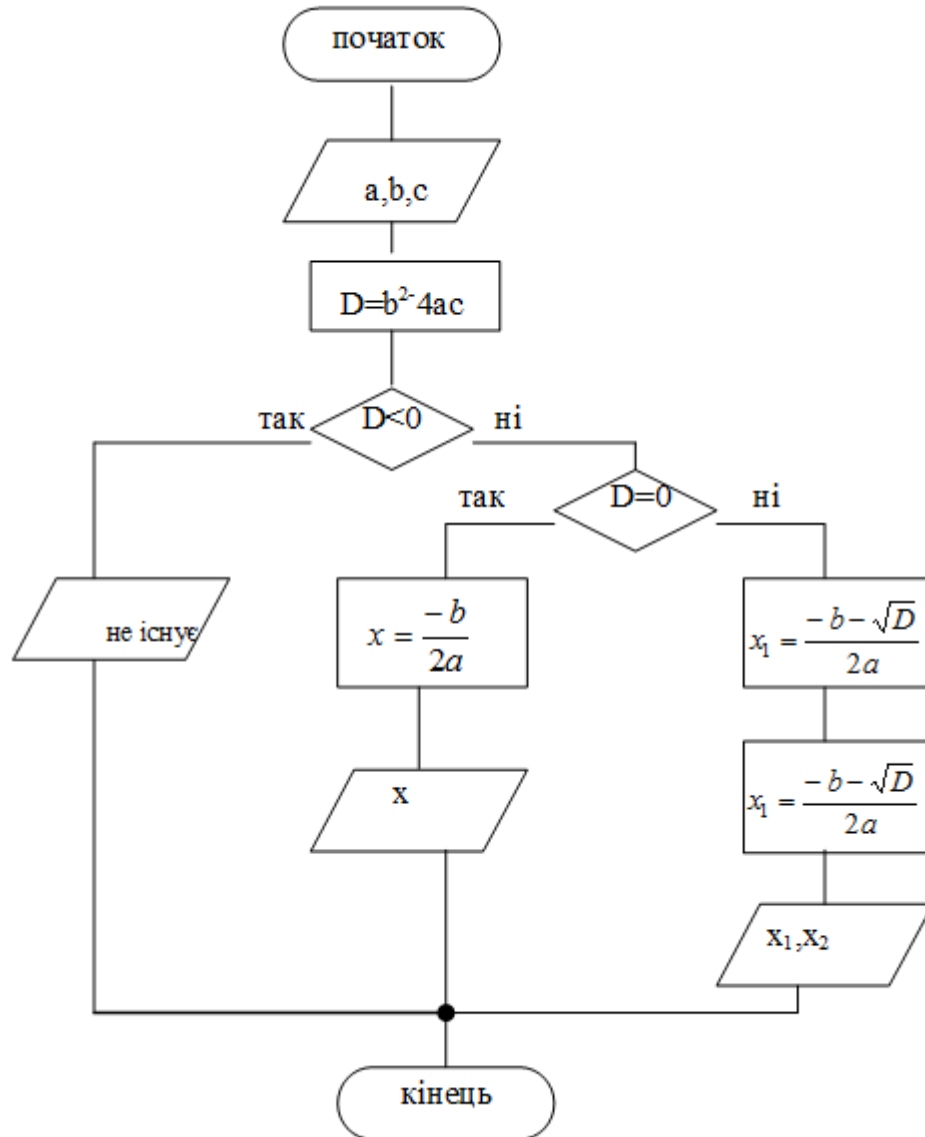 початок
a,b,c
D=b²⁻4ac
так
D<0
ні
так
D=0
ні
не існує
x = -b / 2a
x₁ = -b - √D / 2a
x
x₁ = -b - √D / 2a
x₁,x₂
кінець